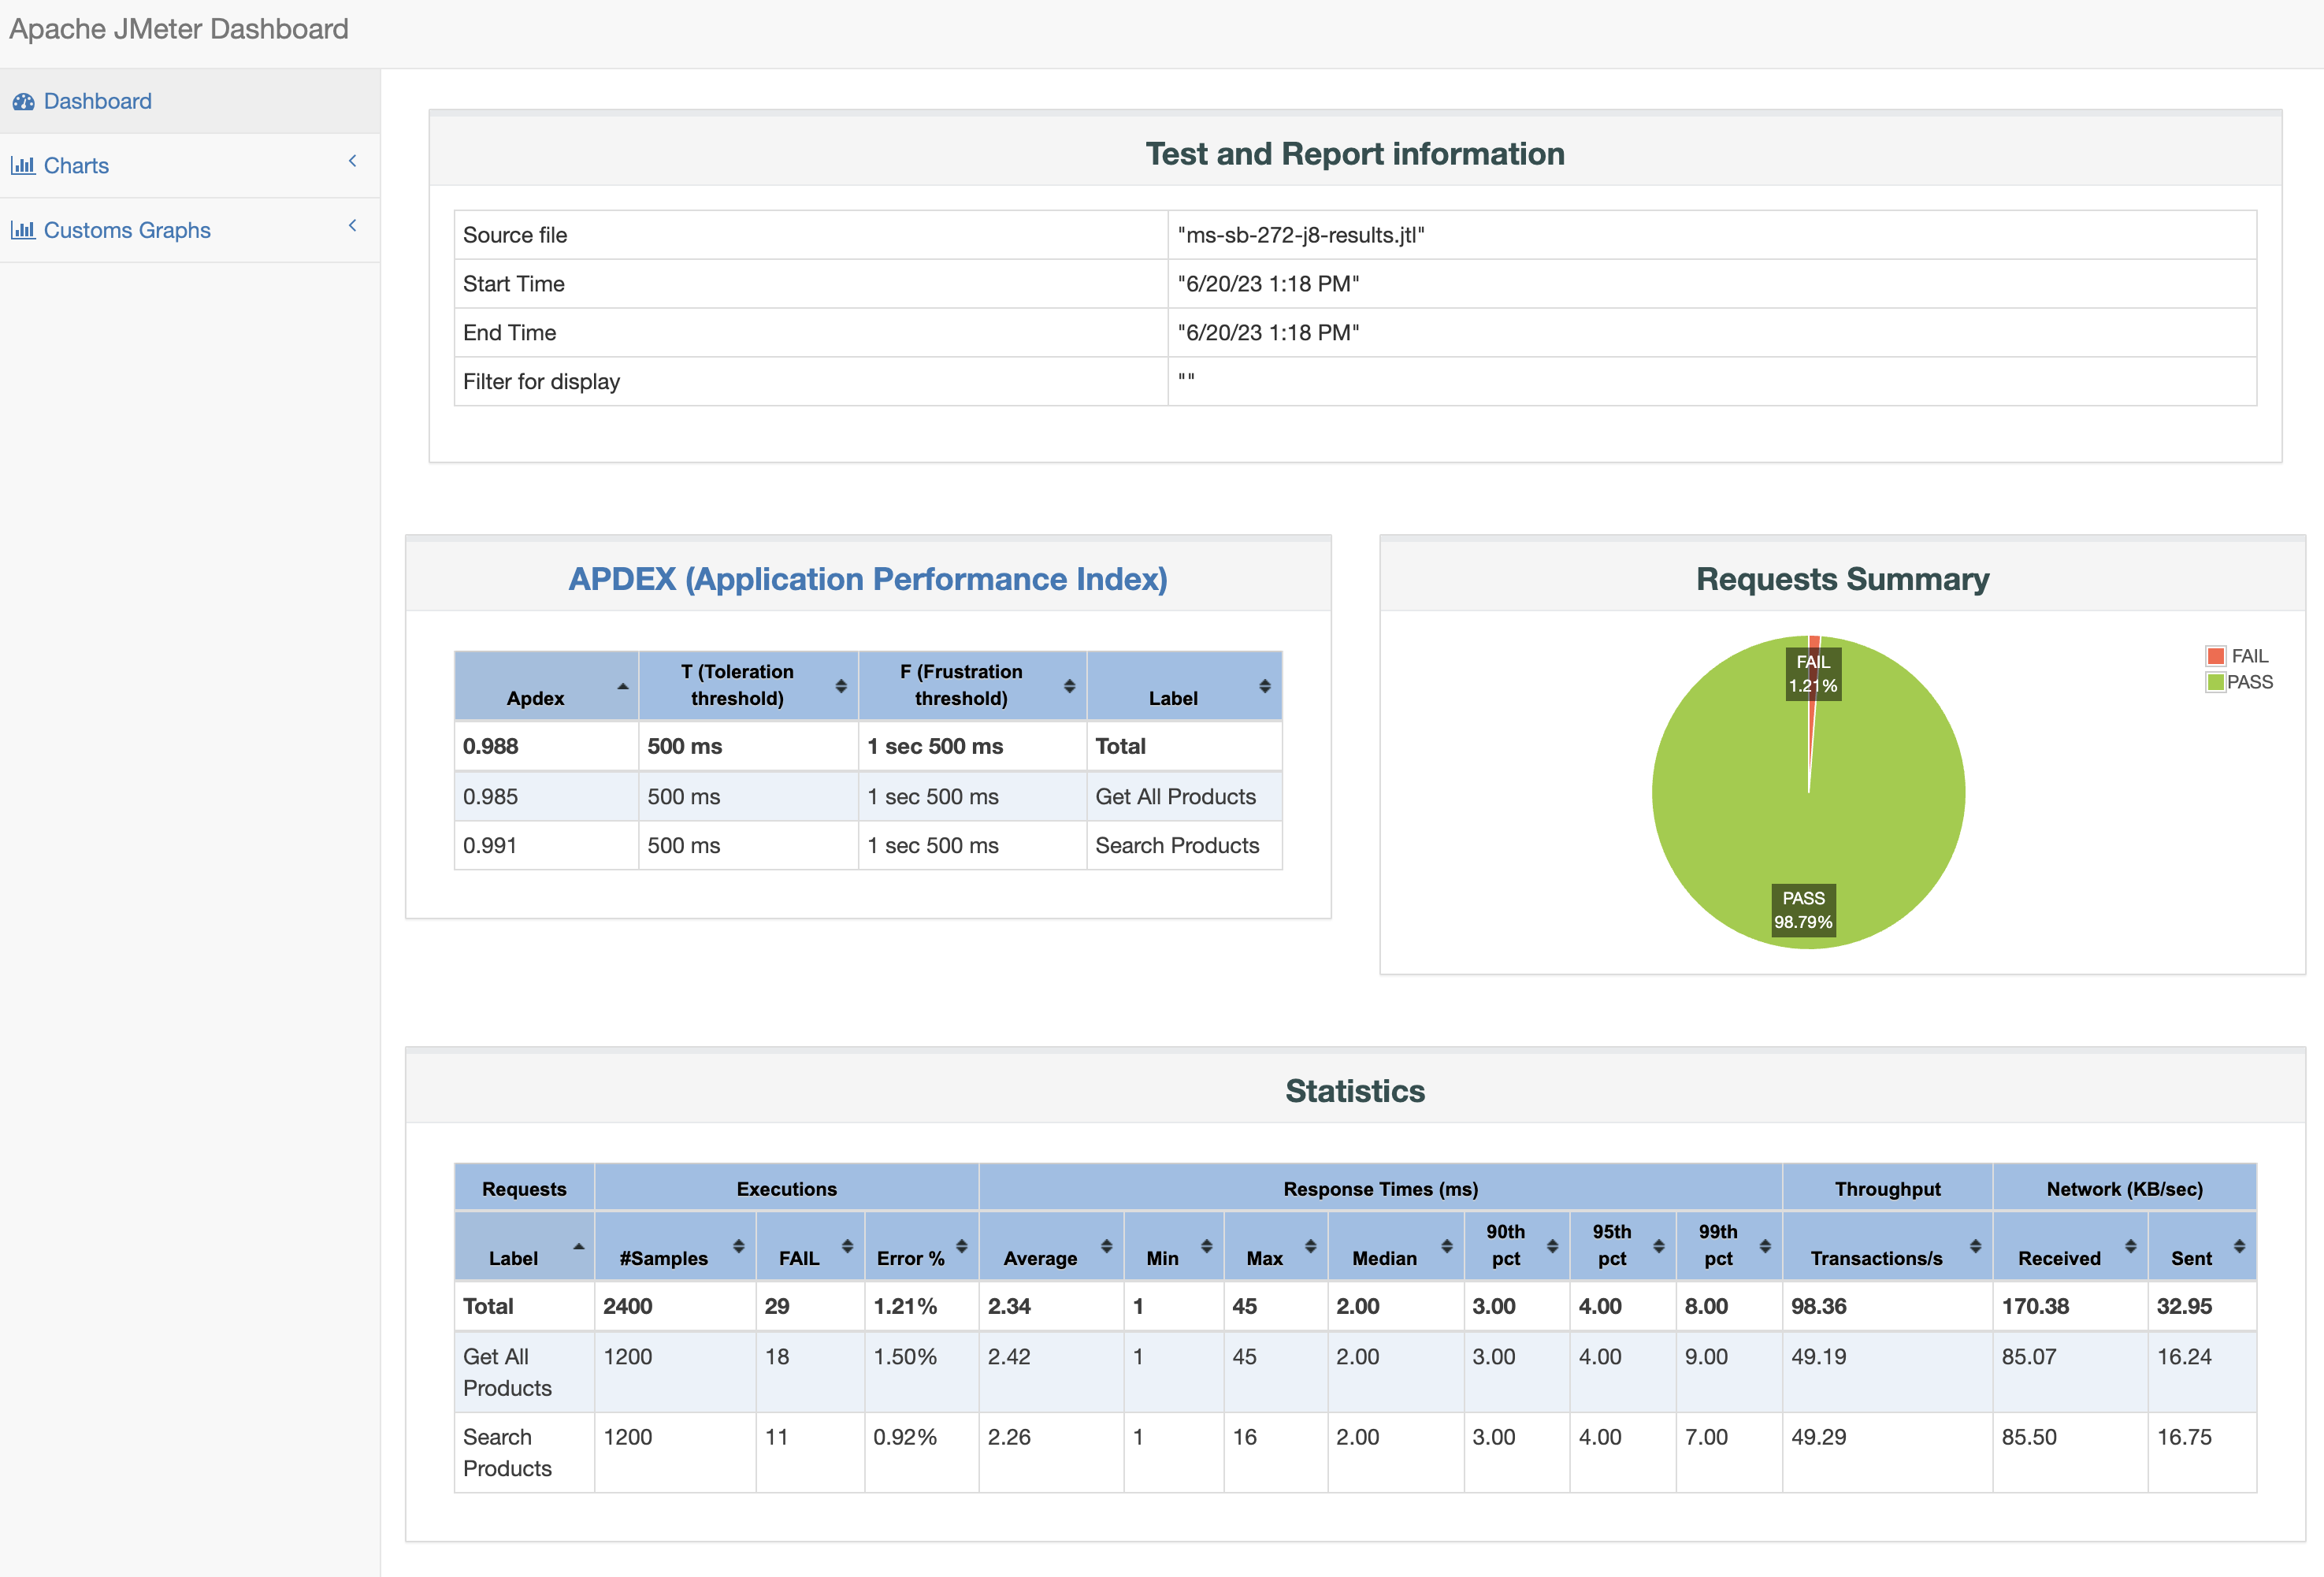 Apache JMeter Dashboard
Dashboard
Charts
Customs Graphs
Test and Report information
Source file "ms-sb-272-j8-results.jtl"
Start Time "6/20/23 1:18 PM"
End Time "6/20/23 1:18 PM"
Filter for display ""
APDEX (Application Performance Index)
Apdex T (Toleration threshold) F (Frustration threshold) Label
0.988 500 ms 1 sec 500 ms Total
0.985 500 ms 1 sec 500 ms Get All Products
0.991 500 ms 1 sec 500 ms Search Products
Requests Summary
FAIL
1.21%
PASS
98.79%
FAIL
PASS
Statistics
Requests Executions Response Times (ms) Throughput Network (KB/sec)
Label #Samples FAIL Error % Average Min Max Median 90th pct 95th pct 99th pct Transactions/s Received Sent
Total 2400 29 1.21% 2.34 1 45 2.00 3.00 4.00 8.00 98.36 170.38 32.95
Get All Products 1200 18 1.50% 2.42 1 45 2.00 3.00 4.00 9.00 49.19 85.07 16.24
Search Products 1200 11 0.92% 2.26 1 16 2.00 3.00 4.00 7.00 49.29 85.50 16.75